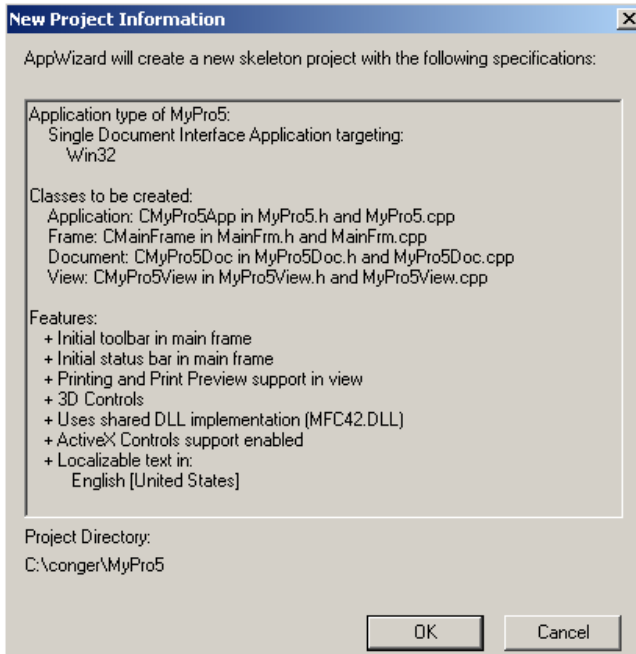 New Project Information
AppWizard will create a new skeleton project with the following specifications:
Application type of MyPro5:
Single Document Interface Application targeting:
Win32
Classes to be created:
Application: CMyPro5App in MyPro5.h and MyPro5.cpp
Frame: CMainFrame in MainFrm.h and MainFrm.cpp
Document: CMyPro5Doc in MyPro5Doc.h and MyPro5Doc.cpp
View: CMyPro5View in MyPro5View.h and MyPro5View.cpp
Features:
+ Initial toolbar in main frame
+ Initial status bar in main frame
+ Printing and Print Preview support in view
+ 3D Controls
+ Uses shared DLL implementation (MFC42.DLL)
+ ActiveX Controls support enabled
+ Localizable text in:
English [United States]
Project Directory:
C:\conger\MyPro5
OK Cancel